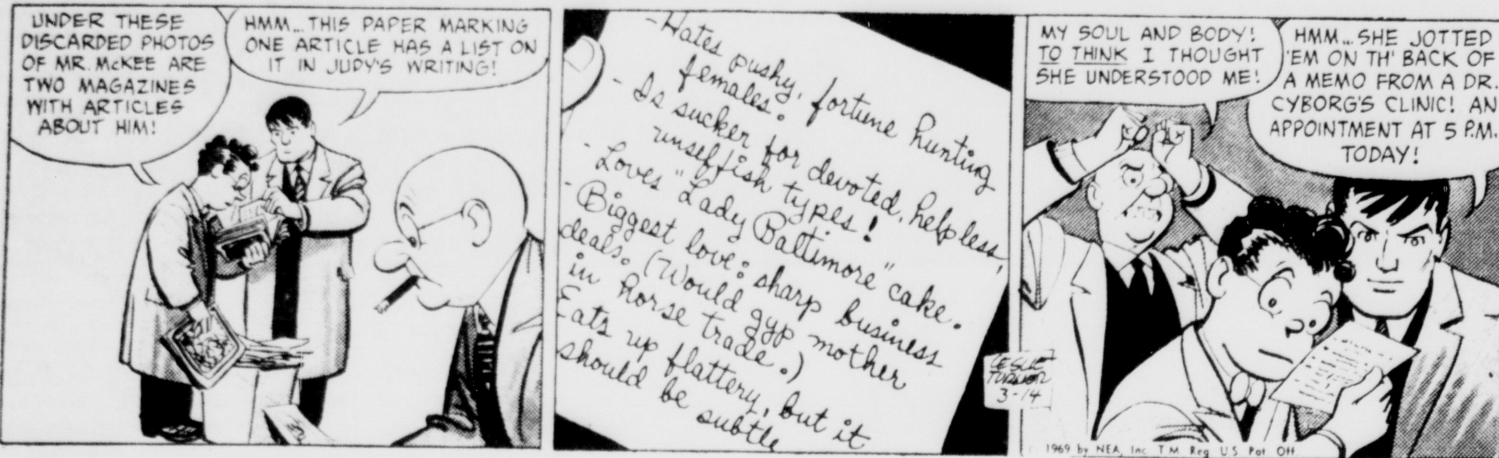 UNDER THESE
DISCARDED PHOTOS
OF MR. McKEE ARE
TWO MAGAZINES
WITH ARTICLES
ABOUT HIM!
HMM... THIS PAPER MARKING
ONE ARTICLE HAS A LIST ON
IT IN JUDY'S WRITING!
- Hates pushy, fortune hunting
females.
- Is sucker for devoted, helpless,
unselfish types!
- Loves "Lady Baltimore" cake.
- Biggest love: sharp business
deals. (Would gyp mother
in horse trade.)
Eats up flattery, but it
should be subtle
MY SOUL AND BODY!
TO THINK I THOUGHT
SHE UNDERSTOOD ME!
HMM... SHE JOTTED
'EM ON TH' BACK OF
A MEMO FROM A DR.
CYBORG'S CLINIC! AN
APPOINTMENT AT 5 P.M.
TODAY!
LESLIE
TURNER
3-14
1969 by NEA, Inc. T.M. Reg. U.S. Pat. Off.